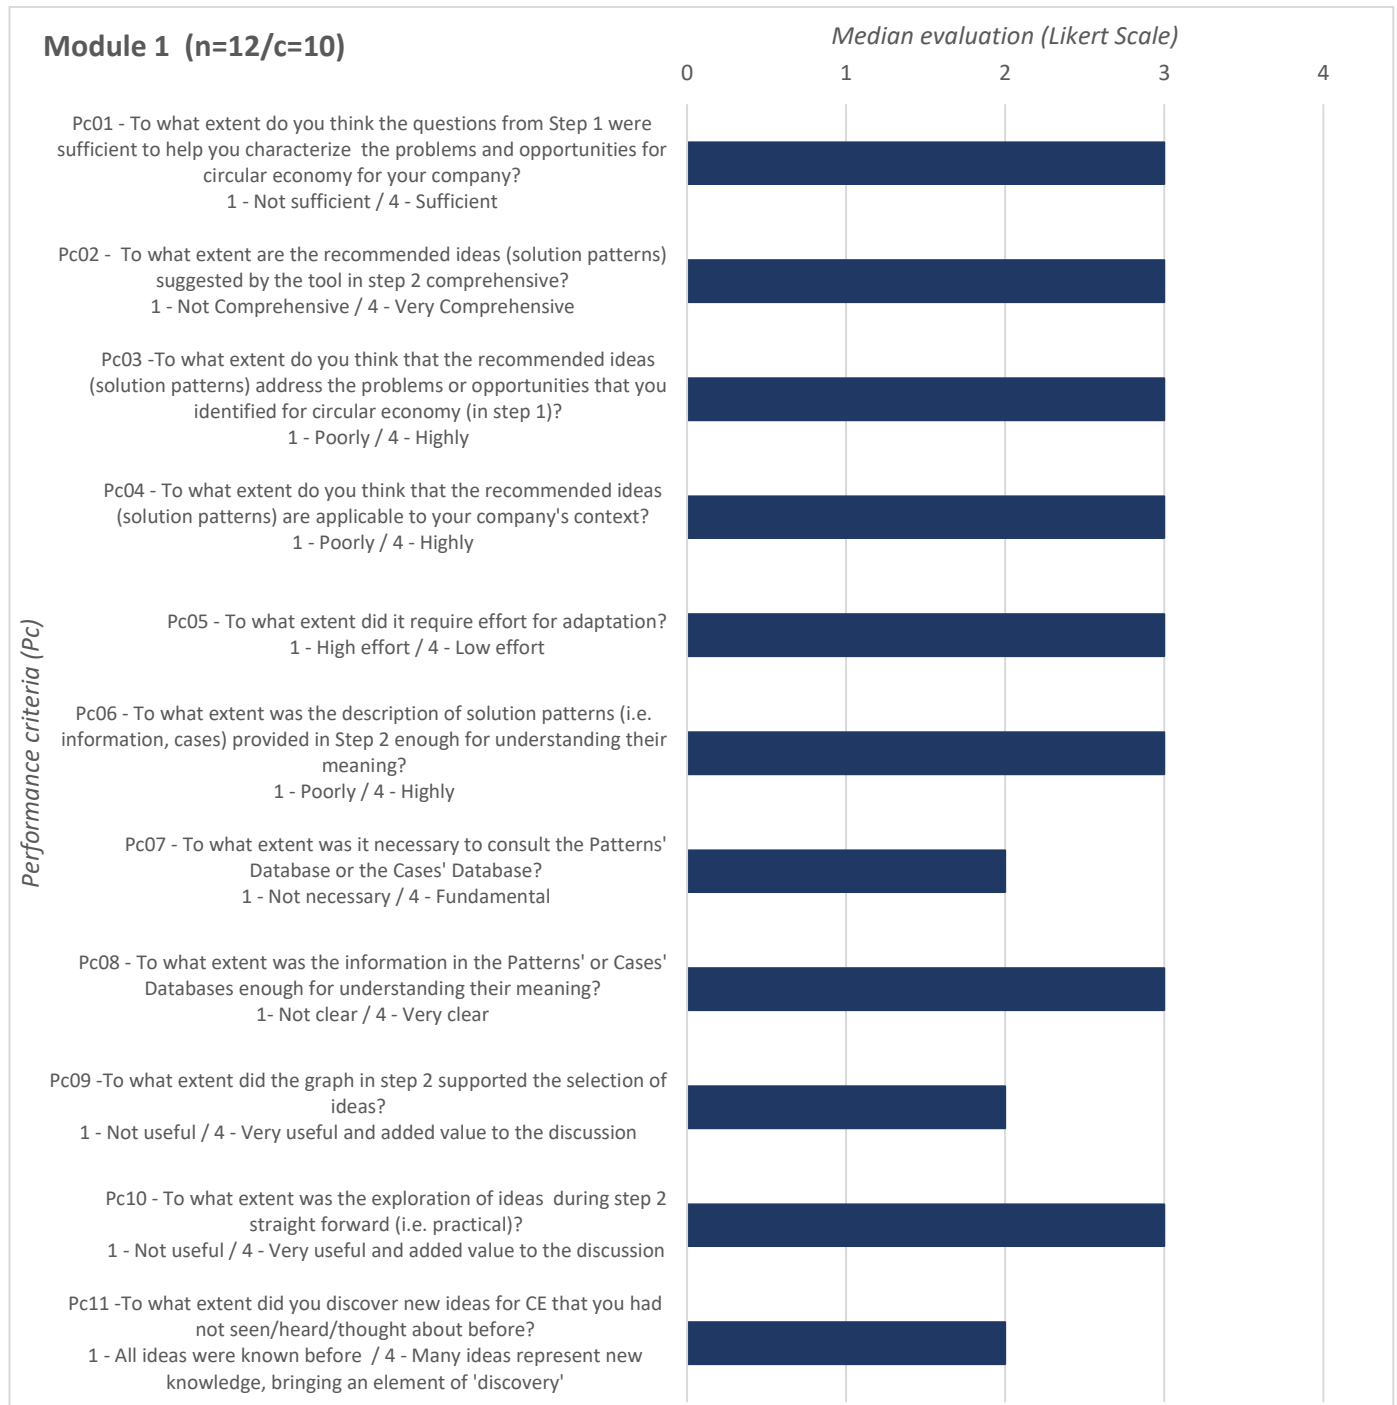 Module 1 (n=12/c=10)
Median evaluation (Likert Scale)
0 1 2 3 4
Performance criteria (Pc)
Pc01 - To what extent do you think the questions from Step 1 were
sufficient to help you characterize the problems and opportunities for
circular economy for your company?
1 - Not sufficient / 4 - Sufficient
Pc02 - To what extent are the recommended ideas (solution patterns)
suggested by the tool in step 2 comprehensive?
1 - Not Comprehensive / 4 - Very Comprehensive
Pc03 -To what extent do you think that the recommended ideas
(solution patterns) address the problems or opportunities that you
identified for circular economy (in step 1)?
1 - Poorly / 4 - Highly
Pc04 - To what extent do you think that the recommended ideas
(solution patterns) are applicable to your company's context?
1 - Poorly / 4 - Highly
Pc05 - To what extent did it require effort for adaptation?
1 - High effort / 4 - Low effort
Pc06 - To what extent was the description of solution patterns (i.e.
information, cases) provided in Step 2 enough for understanding their
meaning?
1 - Poorly / 4 - Highly
Pc07 - To what extent was it necessary to consult the Patterns'
Database or the Cases' Database?
1 - Not necessary / 4 - Fundamental
Pc08 - To what extent was the information in the Patterns' or Cases'
Databases enough for understanding their meaning?
1- Not clear / 4 - Very clear
Pc09 -To what extent did the graph in step 2 supported the selection of
ideas?
1 - Not useful / 4 - Very useful and added value to the discussion
Pc10 - To what extent was the exploration of ideas during step 2
straight forward (i.e. practical)?
1 - Not useful / 4 - Very useful and added value to the discussion
Pc11 -To what extent did you discover new ideas for CE that you had
not seen/heard/thought about before?
1 - All ideas were known before / 4 - Many ideas represent new
knowledge, bringing an element of 'discovery'